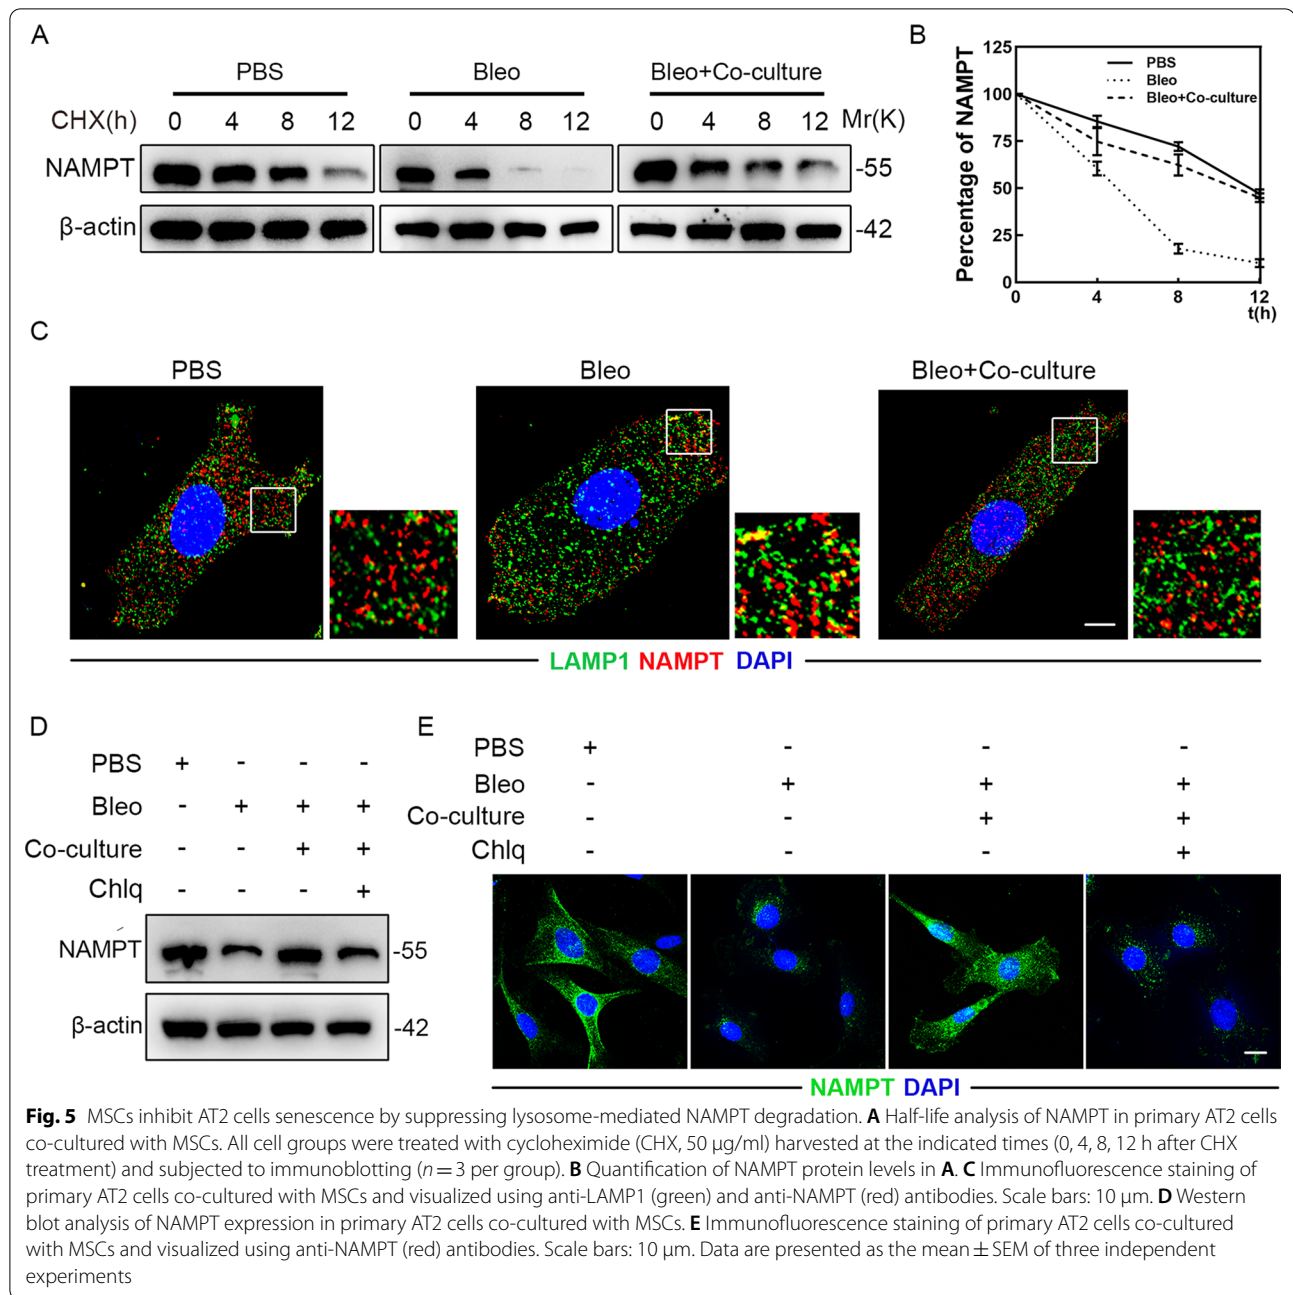 A
PBS Bleo Bleo+Co-culture
CHX(h) 0 4 8 12 0 4 8 12 0 4 8 12 Mr(K)
NAMPT -55
β-actin -42
B
125
100
75
50
25
0
Percentage of NAMPT
PBS
Bleo
Bleo+Co-culture
0 4 8 12
t(h)
C
PBS Bleo Bleo+Co-culture
LAMP1 NAMPT DAPI
D
PBS + - - -
Bleo - + + +
Co-culture - - + +
Chlq - - - +
NAMPT -55
β-actin -42
E
PBS + - - -
Bleo - + + +
Co-culture - - + +
Chlq - - - +
NAMPT DAPI
Fig. 5 MSCs inhibit AT2 cells senescence by suppressing lysosome-mediated NAMPT degradation. A Half-life analysis of NAMPT in primary AT2 cells
co-cultured with MSCs. All cell groups were treated with cycloheximide (CHX, 50 µg/ml) harvested at the indicated times (0, 4, 8, 12 h after CHX
treatment) and subjected to immunoblotting (n = 3 per group). B Quantification of NAMPT protein levels in A. C Immunofluorescence staining of
primary AT2 cells co-cultured with MSCs and visualized using anti-LAMP1 (green) and anti-NAMPT (red) antibodies. Scale bars: 10 µm. D Western
blot analysis of NAMPT expression in primary AT2 cells co-cultured with MSCs. E Immunofluorescence staining of primary AT2 cells co-cultured
with MSCs and visualized using anti-NAMPT (red) antibodies. Scale bars: 10 µm. Data are presented as the mean ± SEM of three independent
experiments